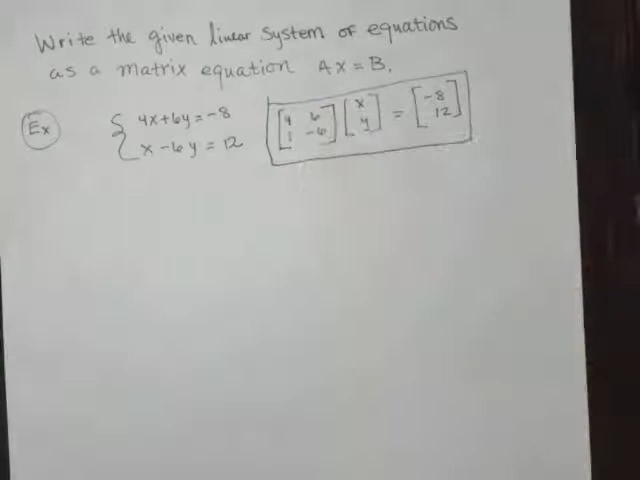 Write the given linear system of equations
as a matrix equation AX = B.
Ex { 4x + 6y = -8
x - 6y = 12
[4 6
1 -6] [x
y] = [-8
12]